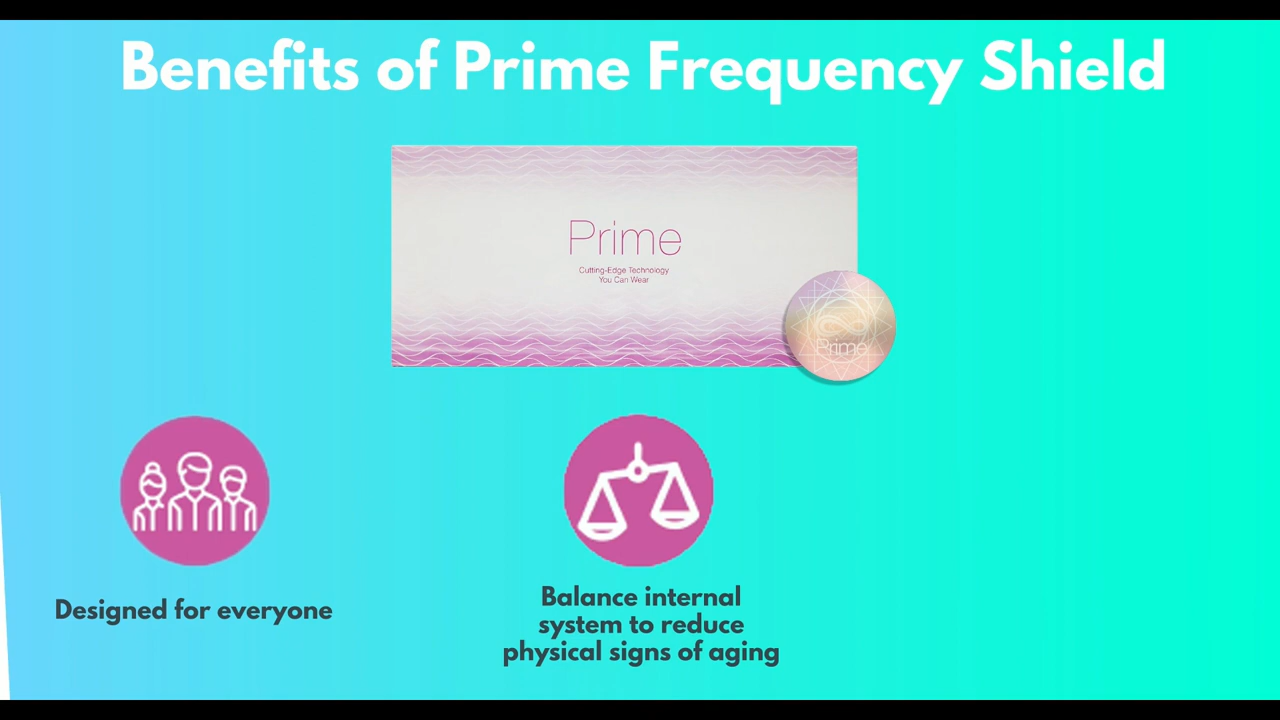 Benefits of Prime Frequency Shield
Prime
Cutting-Edge Technology
You Can Wear
Prime
Designed for everyone
Balance internal
system to reduce
physical signs of aging